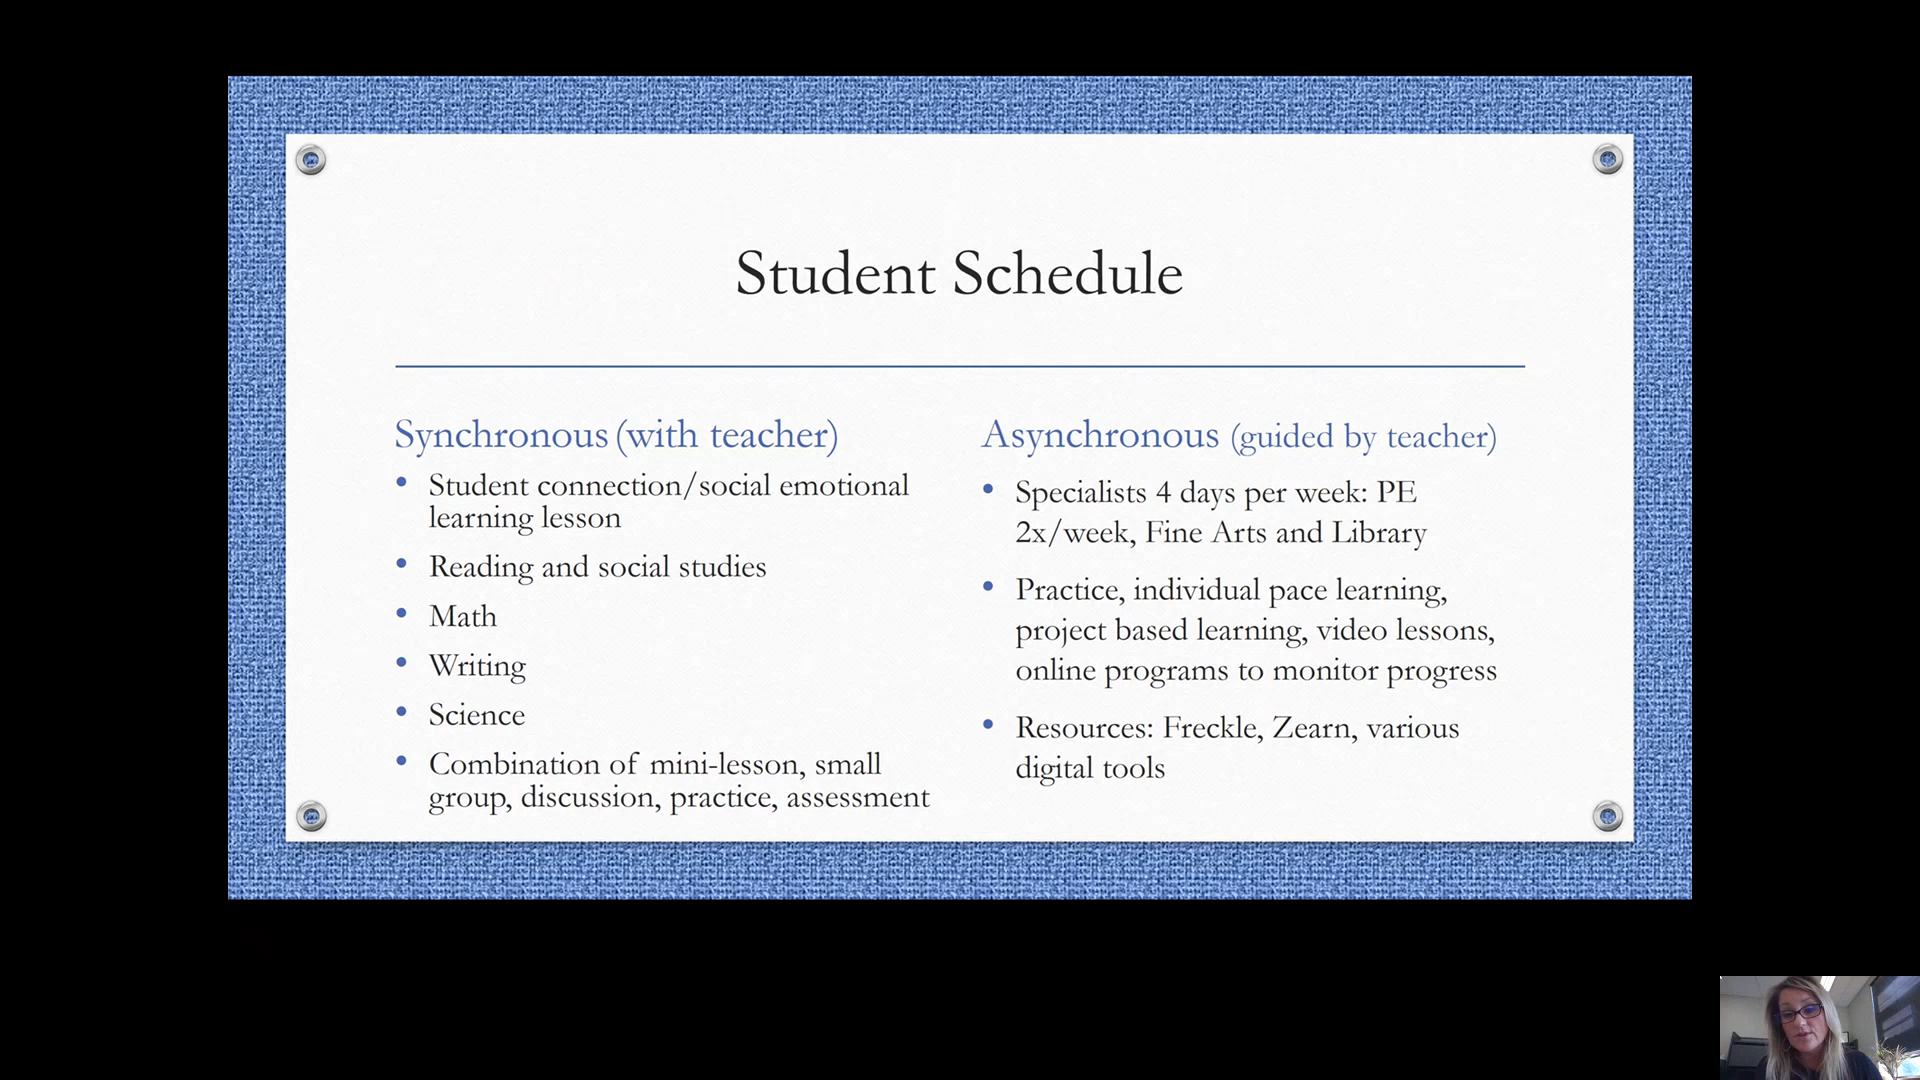 Student Schedule
Synchronous (with teacher)
• Student connection/social emotional
learning lesson
• Reading and social studies
• Math
• Writing
• Science
• Combination of mini-lesson, small
group, discussion, practice, assessment
Asynchronous (guided by teacher)
• Specialists 4 days per week: PE
2x/week, Fine Arts and Library
• Practice, individual pace learning,
project based learning, video lessons,
online programs to monitor progress
• Resources: Freckle, Zearn, various
digital tools